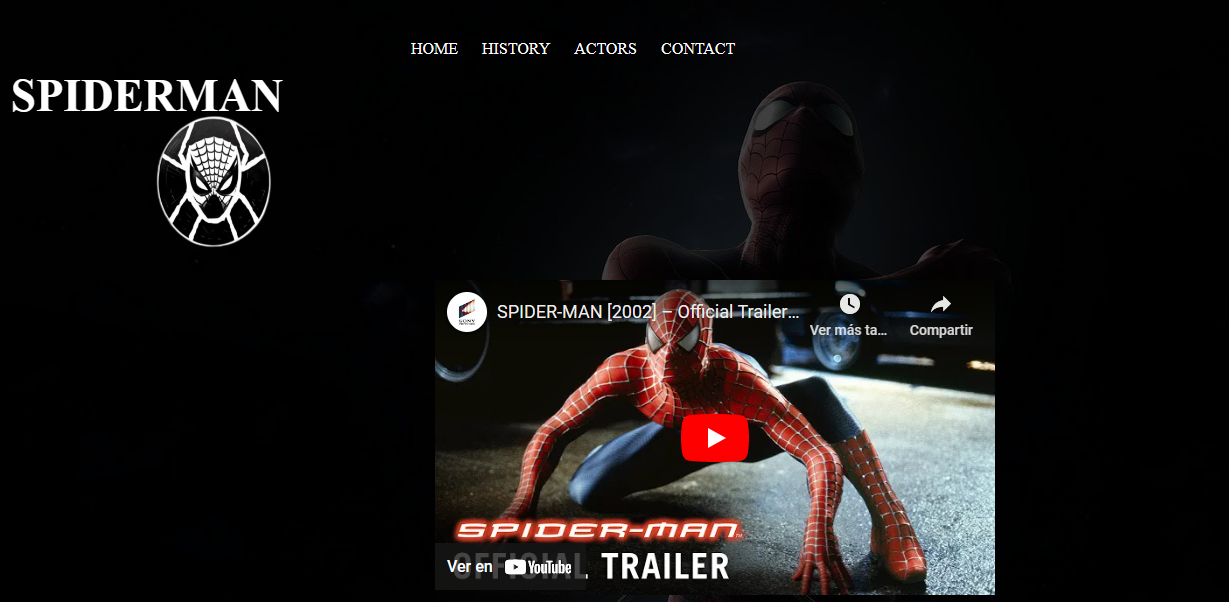 HOME HISTORY ACTORS CONTACT
SPIDERMAN
SONY
SPIDER-MAN [2002] – Official Trailer...
Ver más ta...
Compartir
SPIDER-MAN
OFFICIAL TRAILER
Ver en YouTube